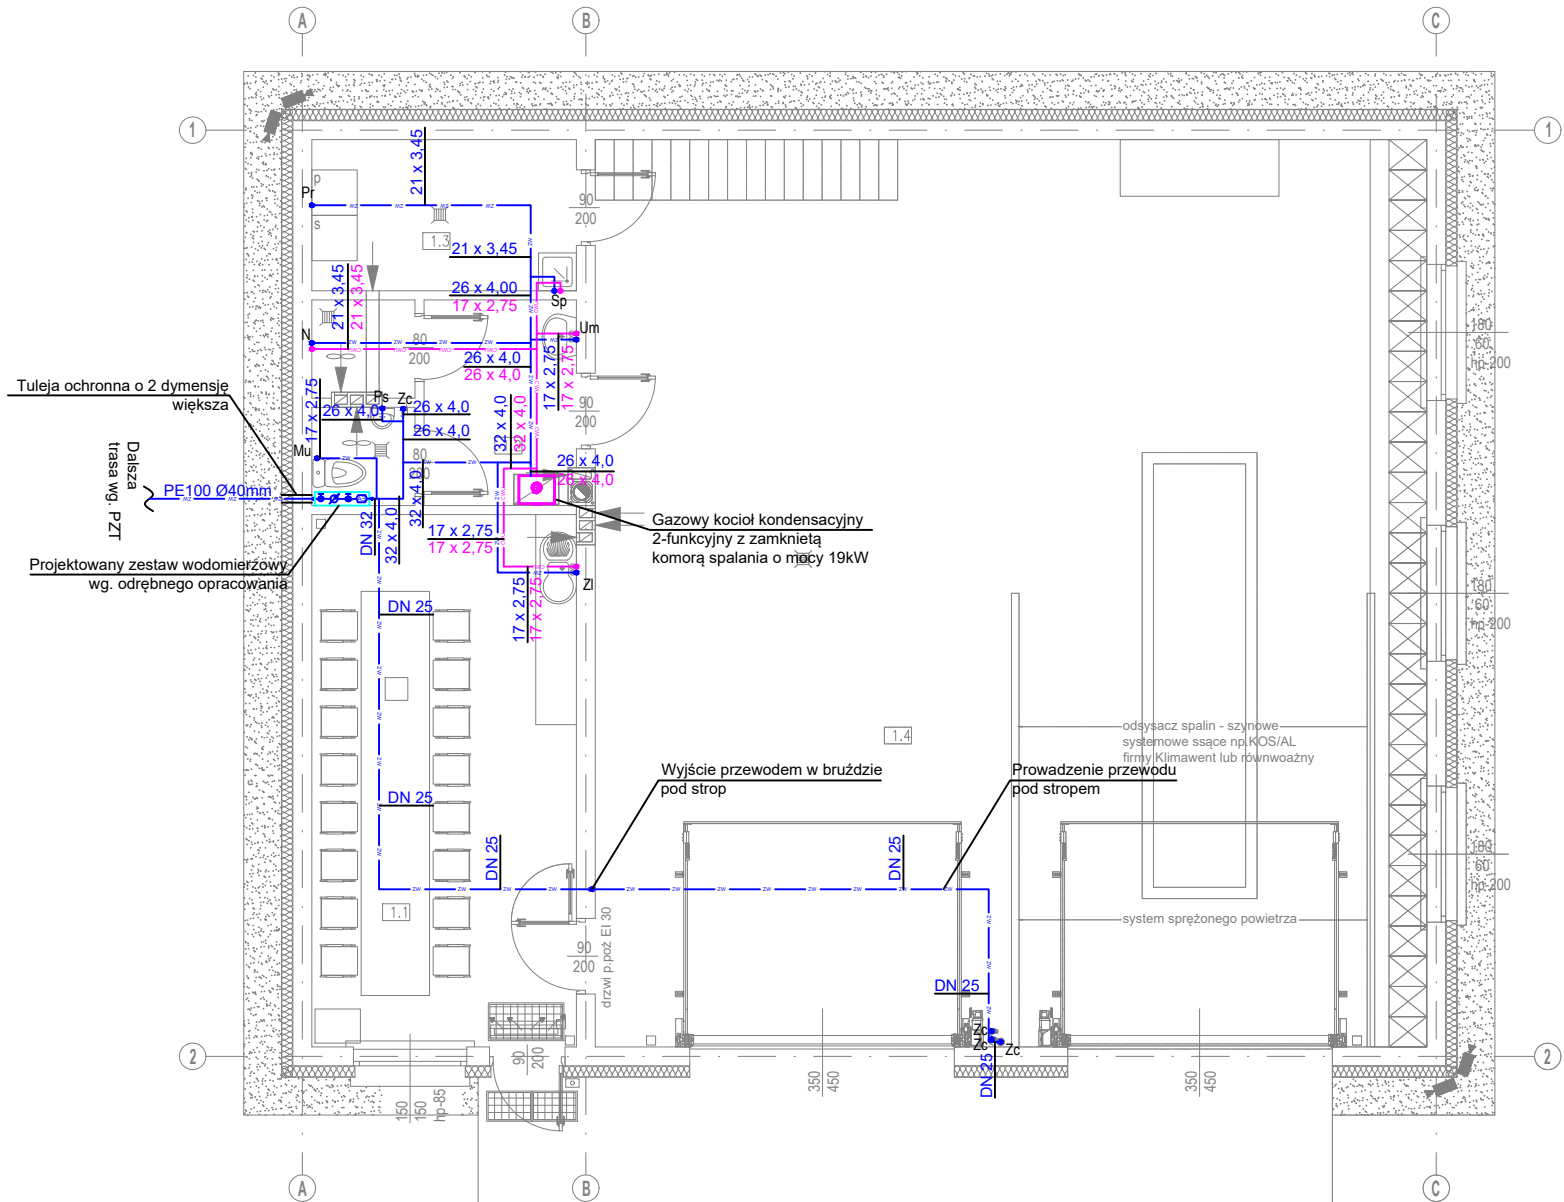 A
B
C
1
1
21 x 3,45
Pr
p
s
1.3
90
200
21 x 3,45
26 x 4,00
17 x 2,75
Sp
21 x 3,45
21 x 3,45
N
Um
80
200
26 x 4,0
26 x 4,0
17 x 2,75
17 x 2,75
180
60
hp-200
Tuleja ochronna o 2 dymensję
większa
17 x 2,75
Ps
Zc
26 x 4,0
26 x 4,0
26 x 4,0
32 x 4,0
32 x 4,0
90
200
Mu
80
26 x 4,0
26 x 4,0
Dalsza
trasa wg. PZT
PE100 Ø40mm
DN 32
32 x 4,0
32 x 4,0
17 x 2,75
17 x 2,75
Gazowy kocioł kondensacyjny
2-funkcyjny z zamkniętą
komorą spalania o mocy 19kW
Projektowany zestaw wodomierzowy
wg. odrębnego opracowania
Zl
17 x 2,75
17 x 2,75
180
60
hp-200
DN 25
odsysacz spalin - szynowe
systemowe ssące np.KOS/AL
firmy Klimawent lub równwoażny
1.4
Wyjście przewodem w bruździe
pod strop
Prowadzenie przewodu
pod stropem
DN 25
DN 25
DN 25
180
60
hp-200
1.1
90
200
drzwi p.poż EI 30
system sprężonego powietrza
DN 25
Zc
Zc
Zc
DN 25
2
2
90
200
150
150
hp-85
350
450
350
450
A
B
C